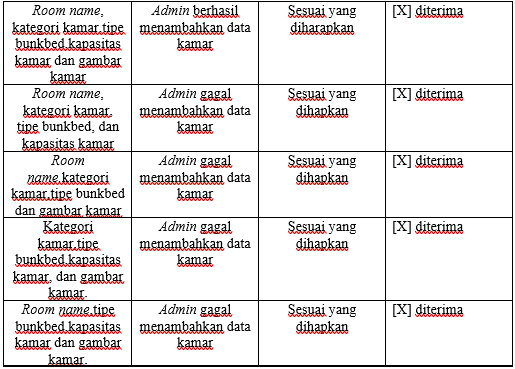 Room name,
kategori kamar,tipe
bunkbed,kapasitas
kamar dan gambar
kamar
Admin berhasil
menambahkan data
kamar
Sesuai yang
diharapkan
[X] diterima
Room name,
kategori kamar,
tipe bunkbed, dan
kapasitas kamar
Admin gagal
menambahkan data
kamar
Sesuai yang
dihapkan
[X] diterima
Room
name,kategori
kamar,tipe bunkbed
dan gambar kamar
Admin gagal
menambahkan data
kamar
Sesuai yang
dihapkan
[X] diterima
Kategori
kamar,tipe
bunkbed,kapasitas
kamar, dan gambar
kamar.
Admin gagal
menambahkan data
kamar
Sesuai yang
dihapkan
[X] diterima
Room name,tipe
bunkbed,kapasitas
kamar dan gambar
kamar.
Admin gagal
menambahkan data
kamar
Sesuai yang
dihapkan
[X] diterima